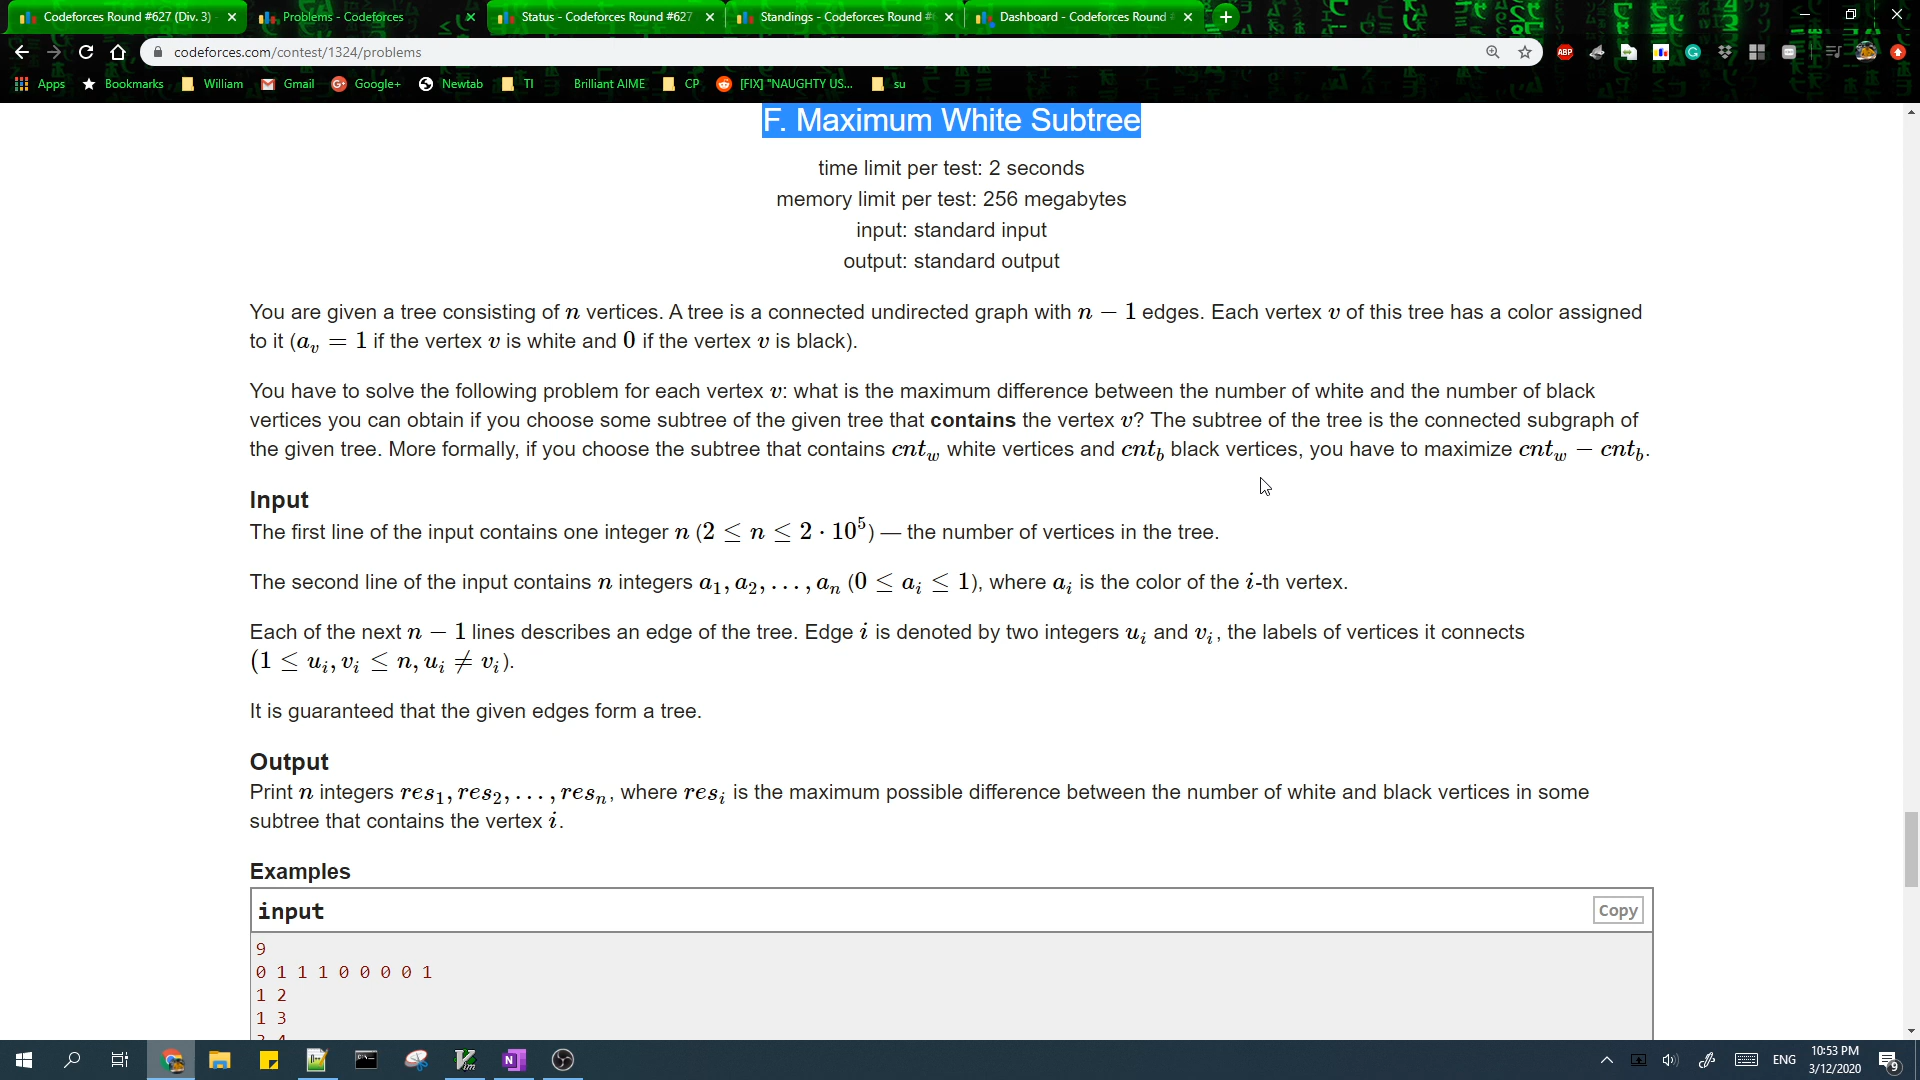 Codeforces Round #627 (Div. 3)
Problems - Codeforces
Status - Codeforces Round #627
Standings - Codeforces Round #
Dashboard - Codeforces Round
codeforces.com/contest/1324/problems
ABP
Apps
Bookmarks
William
Gmail
Google+
Newtab
TI
Brilliant AIME
CP
[FIX] "NAUGHTY US...
su
F. Maximum White Subtree
time limit per test: 2 seconds
memory limit per test: 256 megabytes
input: standard input
output: standard output
You are given a tree consisting of n vertices. A tree is a connected undirected graph with n − 1 edges. Each vertex v of this tree has a color assigned
to it (a_v = 1 if the vertex v is white and 0 if the vertex v is black).
You have to solve the following problem for each vertex v: what is the maximum difference between the number of white and the number of black
vertices you can obtain if you choose some subtree of the given tree that contains the vertex v? The subtree of the tree is the connected subgraph of
the given tree. More formally, if you choose the subtree that contains cnt_w white vertices and cnt_b black vertices, you have to maximize cnt_w − cnt_b.
Input
The first line of the input contains one integer n (2 ≤ n ≤ 2 · 10^5) — the number of vertices in the tree.
The second line of the input contains n integers a_1, a_2, . . . , a_n (0 ≤ a_i ≤ 1), where a_i is the color of the i-th vertex.
Each of the next n − 1 lines describes an edge of the tree. Edge i is denoted by two integers u_i and v_i, the labels of vertices it connects
(1 ≤ u_i, v_i ≤ n, u_i ≠ v_i).
It is guaranteed that the given edges form a tree.
Output
Print n integers res_1, res_2, . . . , res_n, where res_i is the maximum possible difference between the number of white and black vertices in some
subtree that contains the vertex i.
Examples
input
Copy
9
0 1 1 1 0 0 0 0 1
1 2
1 3
ENG
10:53 PM
3/12/2020
9